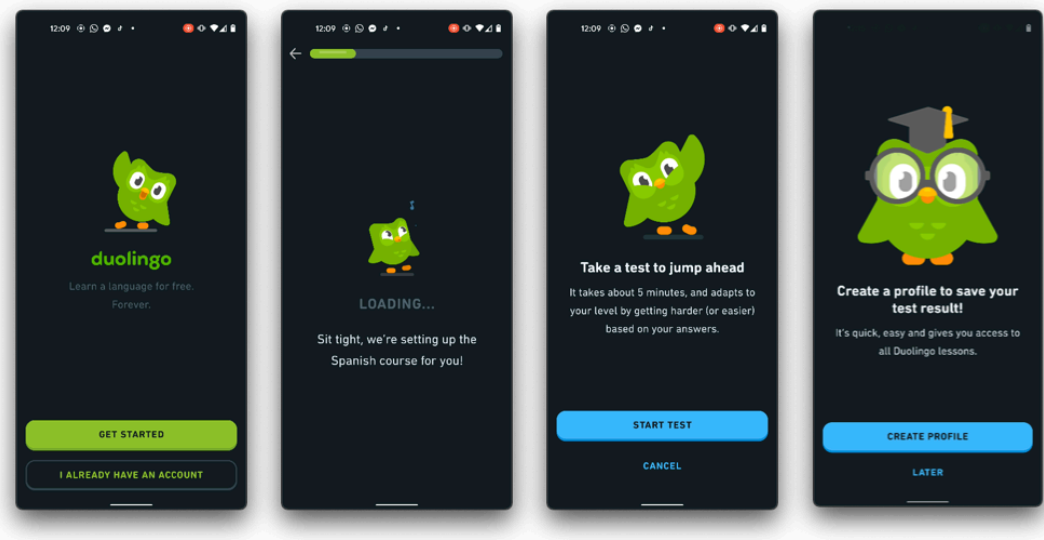 12:09
duolingo
Learn a language for free.
Forever.
GET STARTED
I ALREADY HAVE AN ACCOUNT
12:09
LOADING...
Sit tight, we're setting up the
Spanish course for you!
12:09
Take a test to jump ahead
It takes about 5 minutes, and adapts to
your level by getting harder (or easier)
based on your answers.
START TEST
CANCEL
Create a profile to save your
test result!
It's quick, easy and gives you access to
all Duolingo lessons.
CREATE PROFILE
LATER